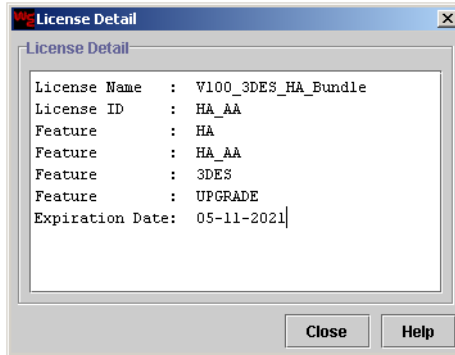 License Detail
License Detail
License Name : V100_3DES_HA_Bundle
License ID : HA_AA
Feature : HA
Feature : HA_AA
Feature : 3DES
Feature : UPGRADE
Expiration Date: 05-11-2021
Close Help